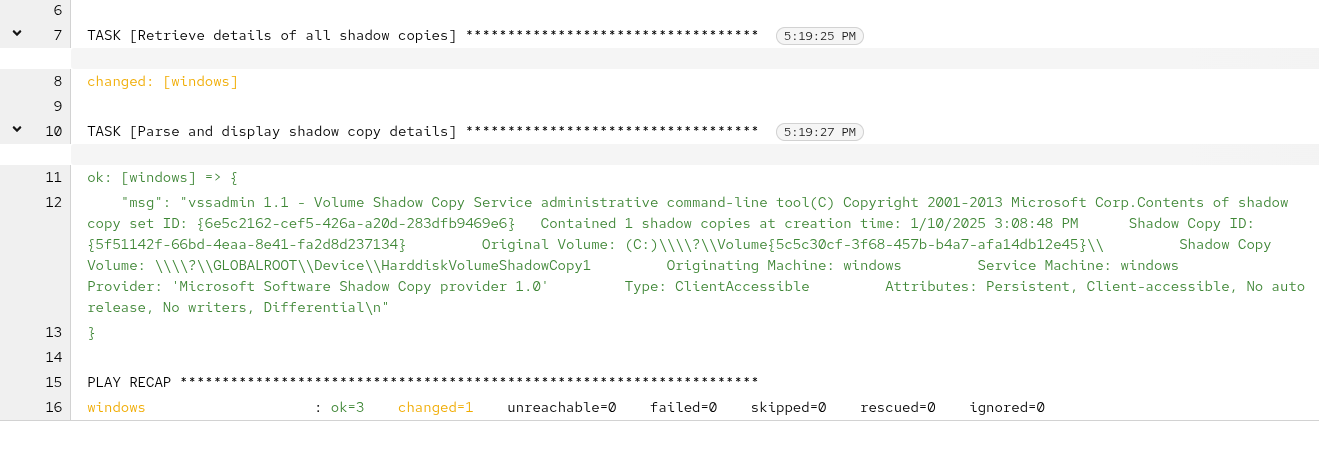 6
7 TASK [Retrieve details of all shadow copies] *********************************** 5:19:25 PM
8 changed: [windows]
9
10 TASK [Parse and display shadow copy details] *********************************** 5:19:27 PM
11 ok: [windows] => {
12 "msg": "vssadmin 1.1 - Volume Shadow Copy Service administrative command-line tool(C) Copyright 2001-2013 Microsoft Corp.Contents of shadow
copy set ID: {6e5c2162-cef5-426a-a20d-283dfb9469e6}   Contained 1 shadow copies at creation time: 1/10/2025 3:08:48 PM      Shadow Copy ID:
{5f51142f-66bd-4eaa-8e41-fa2d8d237134}         Original Volume: (C:)\\\\?\\Volume{5c5c30cf-3f68-457b-b4a7-afa14db12e45}\\         Shadow Copy
Volume: \\\\?\\GLOBALROOT\\Device\\HarddiskVolumeShadowCopy1         Originating Machine: windows         Service Machine: windows
Provider: 'Microsoft Software Shadow Copy provider 1.0'         Type: ClientAccessible         Attributes: Persistent, Client-accessible, No auto
release, No writers, Differential\n"
13 }
14
15 PLAY RECAP *********************************************************************
16 windows                    : ok=3    changed=1    unreachable=0    failed=0    skipped=0    rescued=0    ignored=0